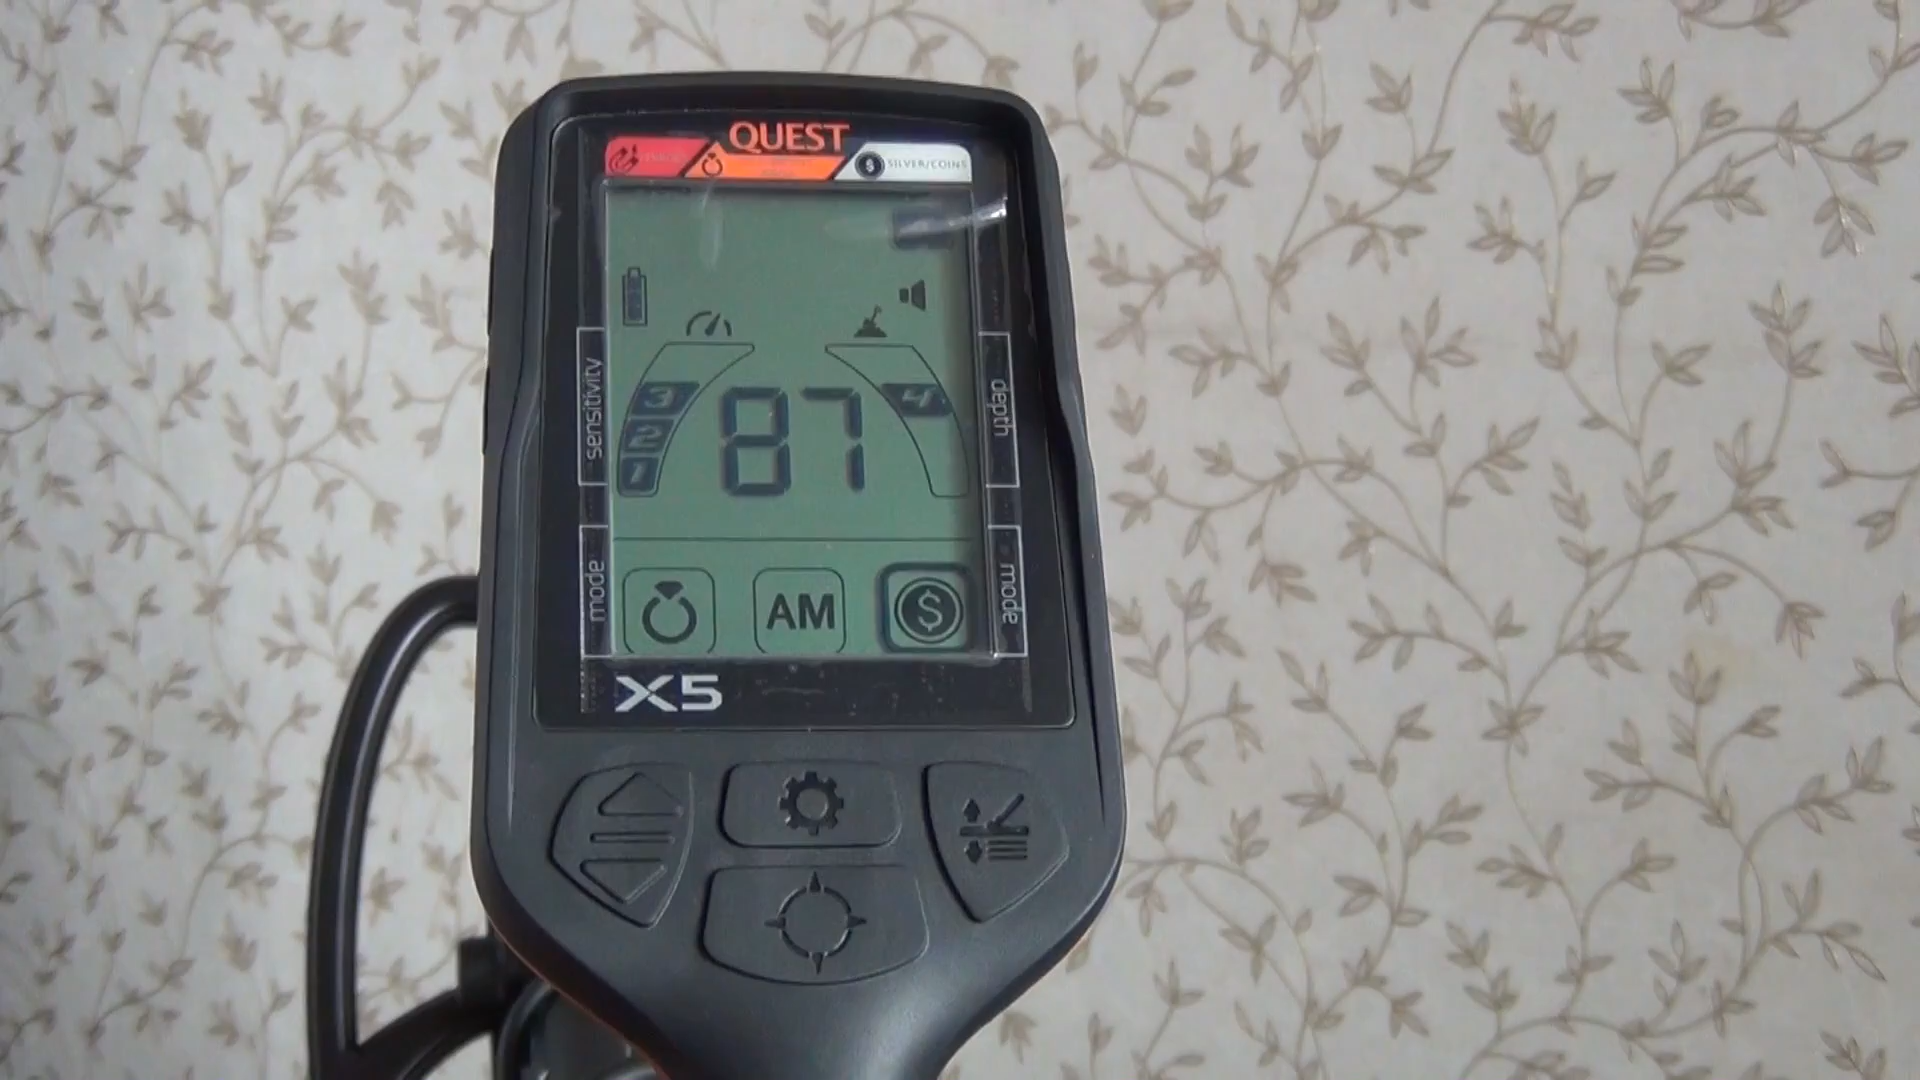 QUEST
SILVER/COINS
sensitivity
depth
3
2
1
87
4
mode
AM
$
mode
X5